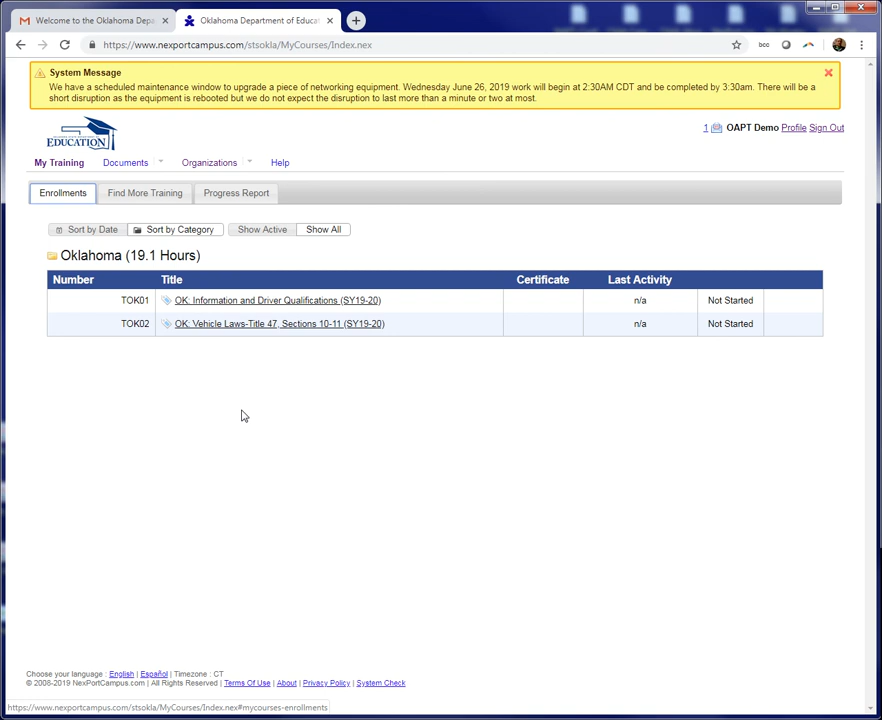 Welcome to the Oklahoma Depa
Oklahoma Department of Educat
https://www.nexportcampus.com/stsokla/MyCourses/Index.nex
bcc
System Message
We have a scheduled maintenance window to upgrade a piece of networking equipment. Wednesday June 26, 2019 work will begin at 2:30AM CDT and be completed by 3:30am. There will be a
short disruption as the equipment is rebooted but we do not expect the disruption to last more than a minute or two at most.
EDUCATION
1 OAPT Demo Profile Sign Out
My Training Documents Organizations Help
Enrollments Find More Training Progress Report
Sort by Date Sort by Category Show Active Show All
Oklahoma (19.1 Hours)
Number Title Certificate Last Activity
TOK01 OK: Information and Driver Qualifications (SY19-20) n/a Not Started
TOK02 OK: Vehicle Laws-Title 47, Sections 10-11 (SY19-20) n/a Not Started
Choose your language : English | Español | Timezone : CT
© 2008-2019 NexPortCampus.com | All Rights Reserved | Terms Of Use | About | Privacy Policy | System Check
https://www.nexportcampus.com/stsokla/MyCourses/Index.nex#mycourses-enrollments